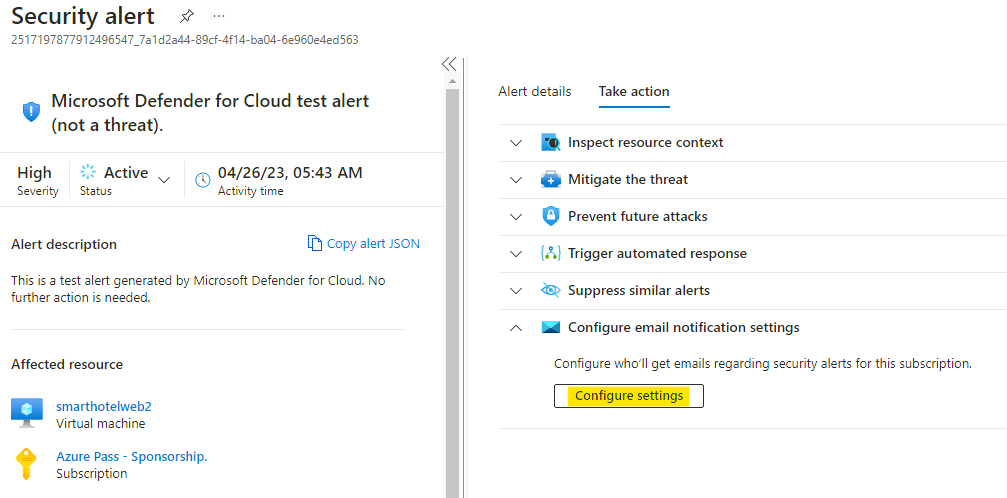 Security alert
2517197877912496547_7a1d2a44-89cf-4f14-ba04-6e960e4ed563
Microsoft Defender for Cloud test alert
(not a threat).
High
Severity
Active
Status
04/26/23, 05:43 AM
Activity time
Alert description
Copy alert JSON
This is a test alert generated by Microsoft Defender for Cloud. No
further action is needed.
Affected resource
smarthotelweb2
Virtual machine
Azure Pass - Sponsorship.
Subscription
Alert details
Take action
Inspect resource context
Mitigate the threat
Prevent future attacks
Trigger automated response
Suppress similar alerts
Configure email notification settings
Configure who'll get emails regarding security alerts for this subscription.
Configure settings